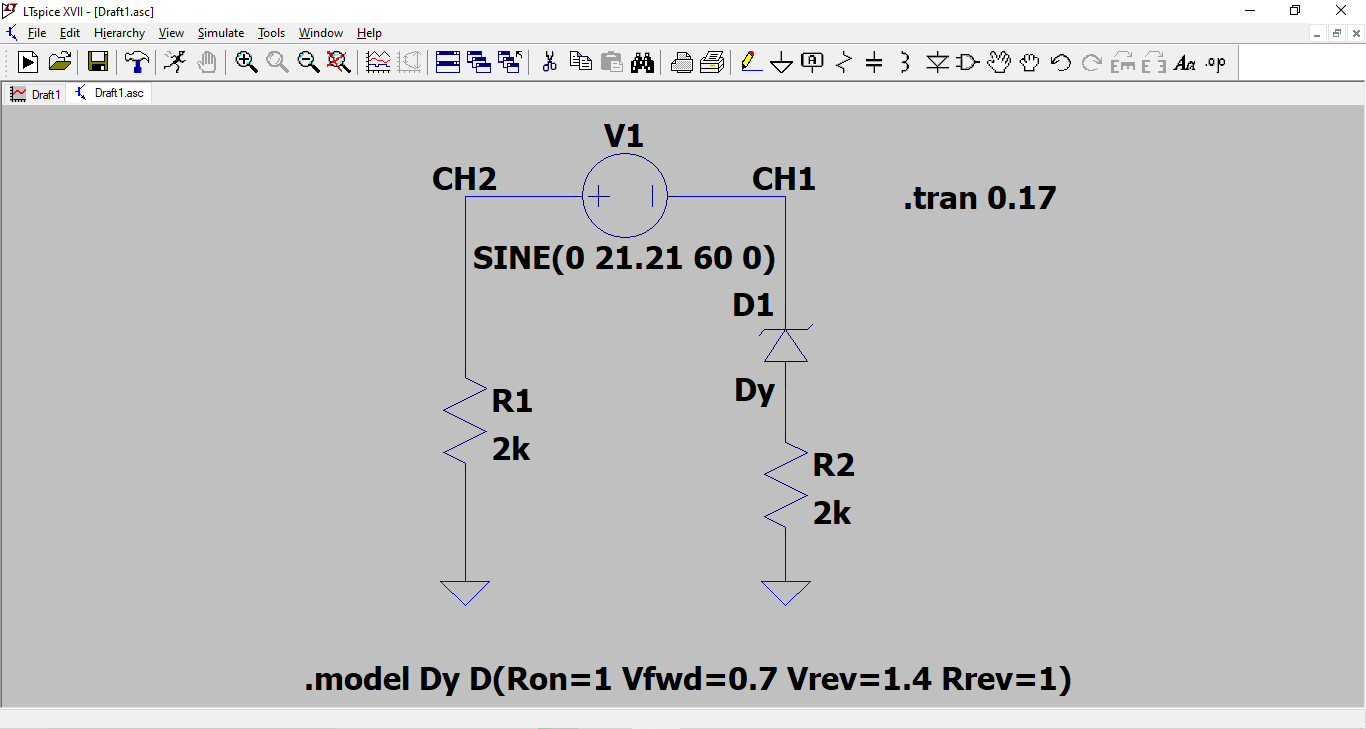 LTspice XVII - [Draft1.asc]
File Edit Hierarchy View Simulate Tools Window Help
Aa .op
Draft1 Draft1.asc
V1
CH2 CH1
.tran 0.17
SINE(0 21.21 60 0)
D1
Dy
R1
2k
R2
2k
.model Dy D(Ron=1 Vfwd=0.7 Vrev=1.4 Rrev=1)